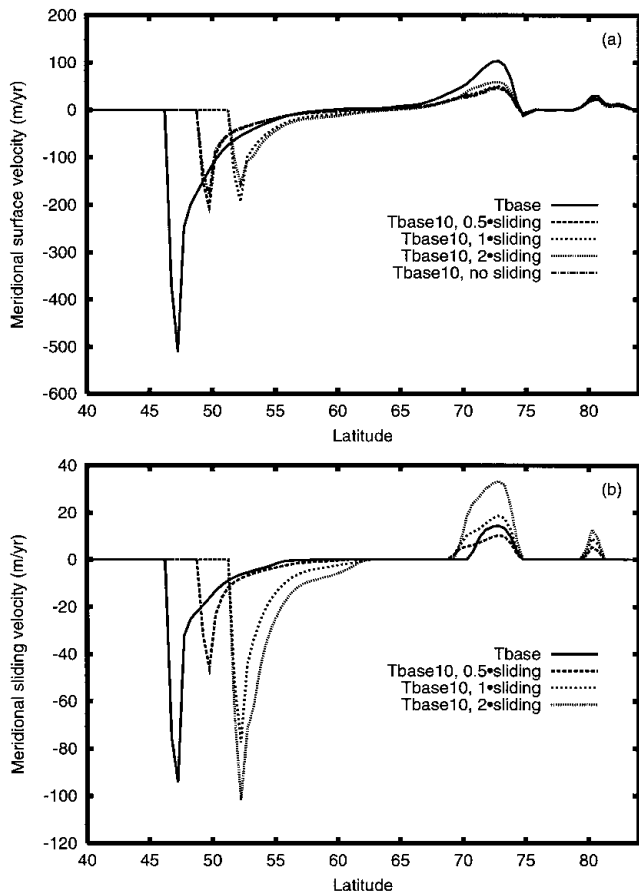 (a)
Meridional surface velocity (m/yr)
200
100
0
-100
-200
-300
-400
-500
-600
Tbase
Tbase10, 0.5•sliding
Tbase10, 1•sliding
Tbase10, 2•sliding
Tbase10, no sliding
40 45 50 55 60 65 70 75 80
Latitude
(b)
Meridional sliding velocity (m/yr)
40
20
0
-20
-40
-60
-80
-100
-120
Tbase
Tbase10, 0.5•sliding
Tbase10, 1•sliding
Tbase10, 2•sliding
40 45 50 55 60 65 70 75 80
Latitude